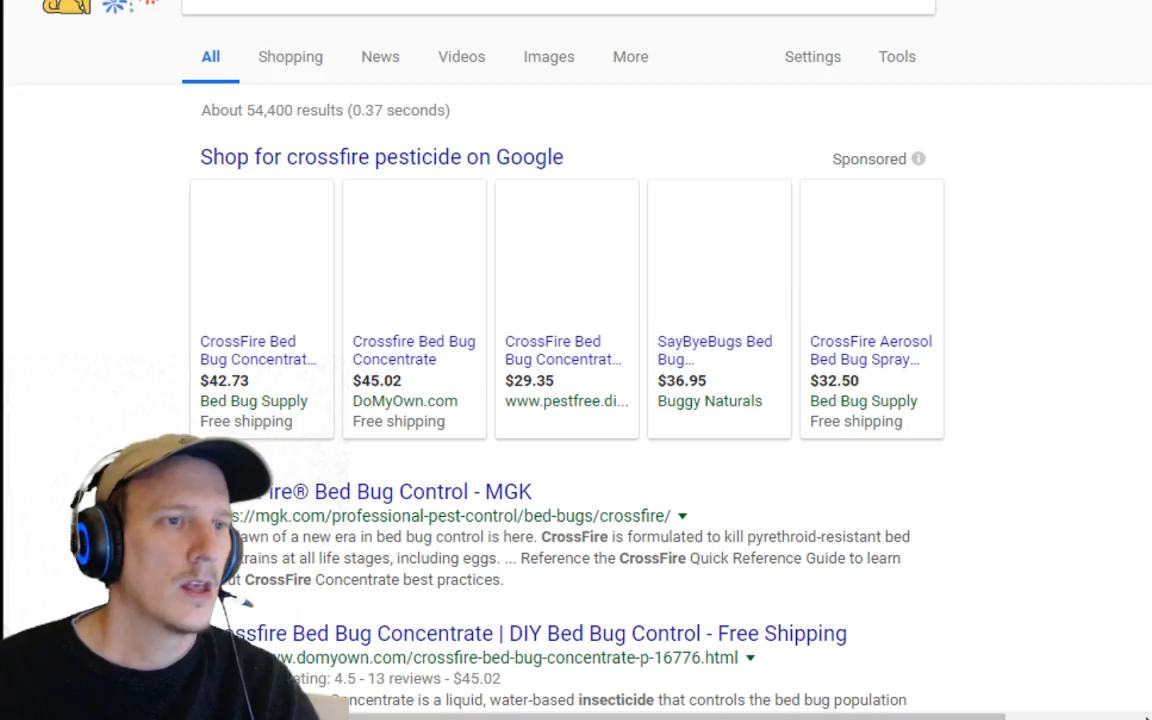 All Shopping News Videos Images More Settings Tools
About 54,400 results (0.37 seconds)
Shop for crossfire pesticide on Google
Sponsored
CrossFire Bed
Bug Concentrat...
$42.73
Bed Bug Supply
Free shipping
Crossfire Bed Bug
Concentrate
$45.02
DoMyOwn.com
Free shipping
CrossFire Bed
Bug Concentrat...
$29.35
www.pestfree.di...
SayByeBugs Bed
Bug...
$36.95
Buggy Naturals
CrossFire Aerosol
Bed Bug Spray...
$32.50
Bed Bug Supply
Free shipping
ire® Bed Bug Control - MGK
s://mgk.com/professional-pest-control/bed-bugs/crossfire/
awn of a new era in bed bug control is here. CrossFire is formulated to kill pyrethroid-resistant bed
trains at all life stages, including eggs. ... Reference the CrossFire Quick Reference Guide to learn
ut CrossFire Concentrate best practices.
ssfire Bed Bug Concentrate | DIY Bed Bug Control - Free Shipping
w.domyown.com/crossfire-bed-bug-concentrate-p-16776.html
ating: 4.5 - 13 reviews - $45.02
Concentrate is a liquid, water-based insecticide that controls the bed bug population